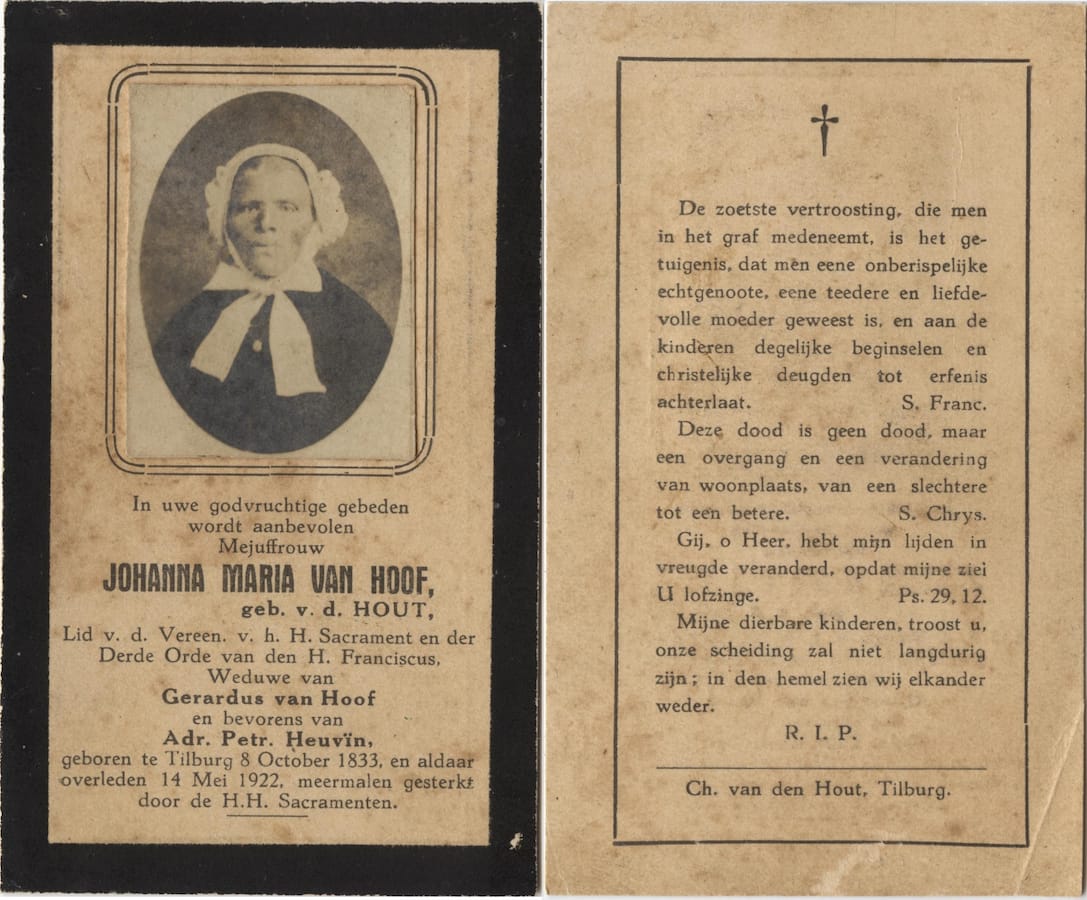 In uwe godvruchtige gebeden
wordt aanbevolen
Mejuffrouw
JOHANNA MARIA VAN HOOF,
geb. v. d. HOUT,
Lid v. d. Vereen. v. h. H. Sacrament en der
Derde Orde van den H. Franciscus,
Weduwe van
Gerardus van Hoof
en bevorens van
Adr. Petr. Heuvïn,
geboren te Tilburg 8 October 1833, en aldaar
overleden 14 Mei 1922, meermalen gesterkt
door de H.H. Sacramenten.
De zoetste vertroosting, die men
in het graf medeneemt, is het ge-
tuigenis, dat men eene onberispelijke
echtgenoote, eene teedere en liefde-
volle moeder geweest is, en aan de
kinderen degelijke beginselen en
christelijke deugden tot erfenis
achterlaat. S. Franc.
Deze dood is geen dood, maar
een overgang en een verandering
van woonplaats, van een slechtere
tot een betere. S. Chrys.
Gij, o Heer, hebt mijn lijden in
vreugde veranderd, opdat mijne ziel
U lofzinge. Ps. 29, 12.
Mijne dierbare kinderen, troost u,
onze scheiding zal niet langdurig
zijn; in den hemel zien wij elkander
weder.
R. I. P.
Ch. van den Hout, Tilburg.